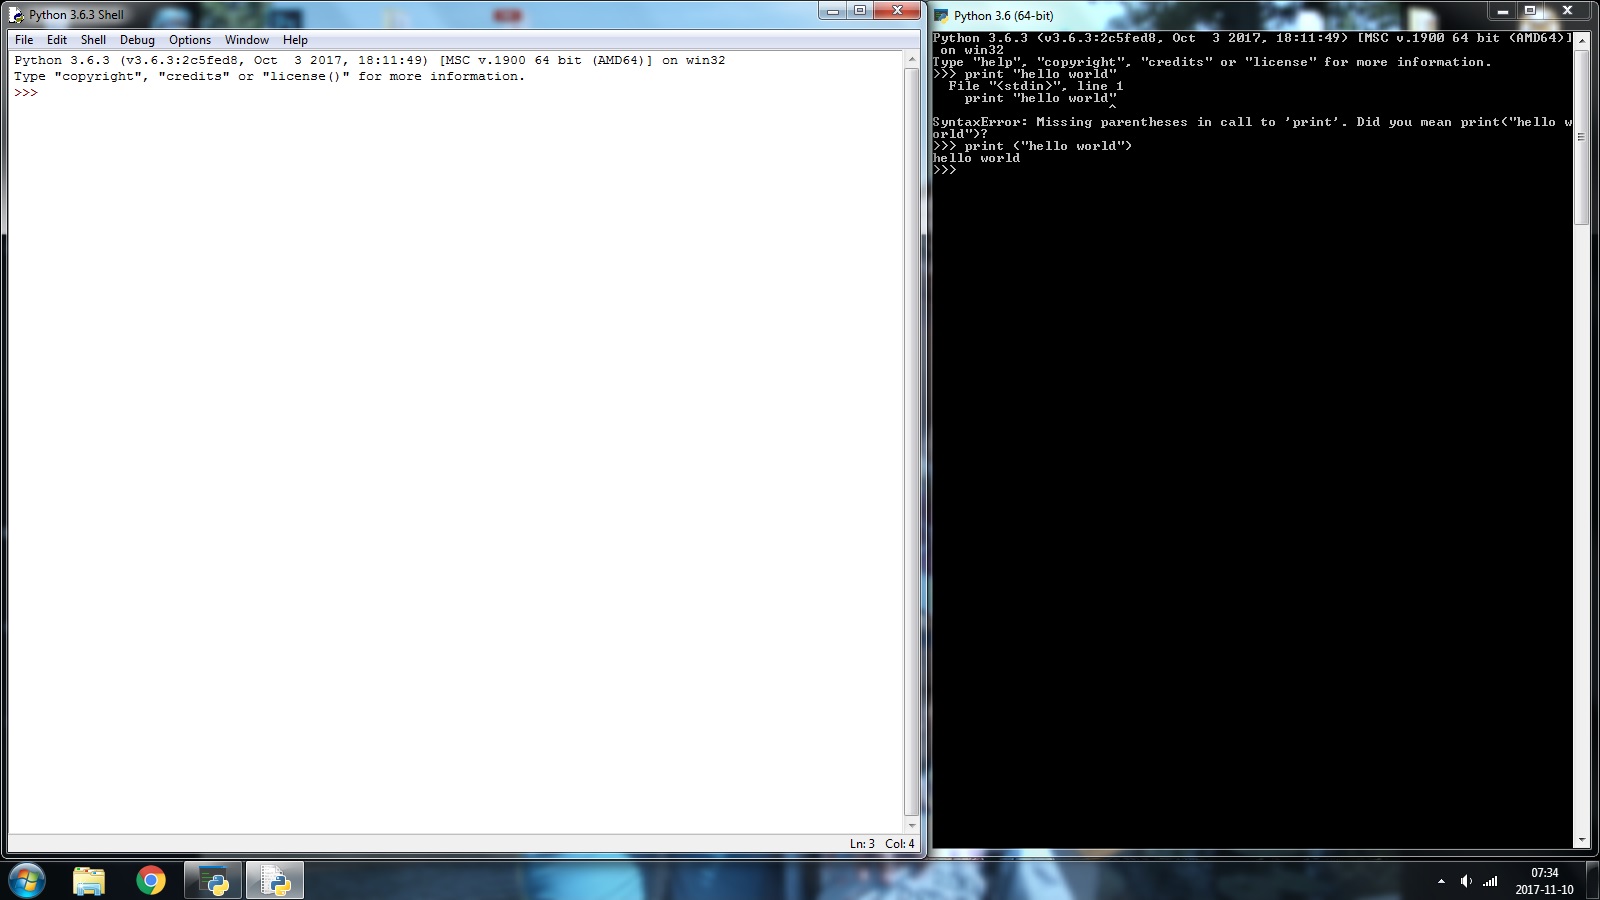 Python 3.6.3 Shell
File Edit Shell Debug Options Window Help
Python 3.6.3 (v3.6.3:2c5fed8, Oct  3 2017, 18:11:49) [MSC v.1900 64 bit (AMD64)] on win32
Type "copyright", "credits" or "license()" for more information.
>>>
Ln: 3 Col: 4
Python 3.6 (64-bit)
Python 3.6.3 (v3.6.3:2c5fed8, Oct  3 2017, 18:11:49) [MSC v.1900 64 bit (AMD64)]
 on win32
Type "help", "copyright", "credits" or "license" for more information.
>>> print "hello world"
  File "<stdin>", line 1
    print "hello world"
                      ^
SyntaxError: Missing parentheses in call to 'print'. Did you mean print("hello w
orld")?
>>> print ("hello world")
hello world
>>>
07:34
2017-11-10